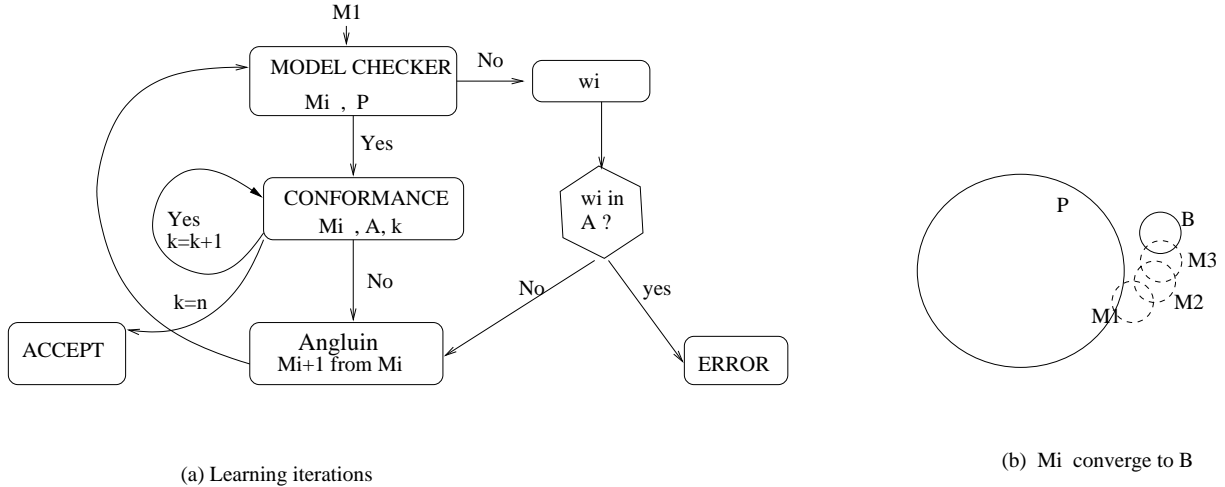 M1
MODEL CHECKER
Mi , P
No
wi
Yes
CONFORMANCE
Mi , A, k
Yes
k=k+1
wi in
A ?
No
k=n
No
yes
ACCEPT
Angluin
Mi+1 from Mi
ERROR
(a) Learning iterations
P
B
M3
M2
M1
(b) Mi converge to B